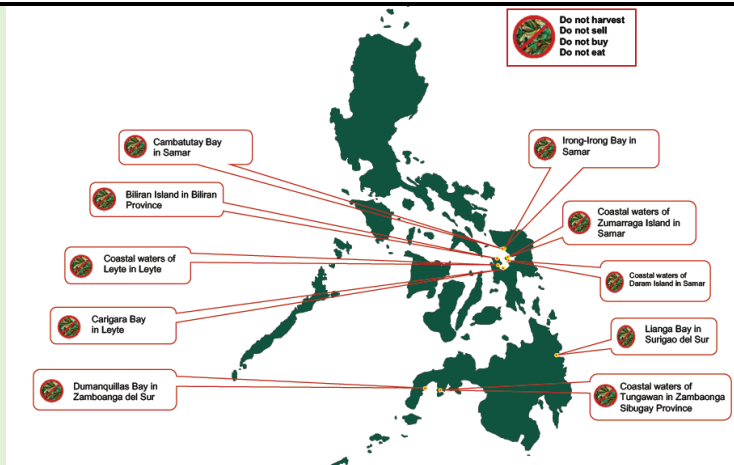 Do not harvest
Do not sell
Do not buy
Do not eat
Cambatutay Bay
in Samar
Irong-Irong Bay in
Samar
Biliran Island in Biliran
Province
Coastal waters of
Zumarraga Island in
Samar
Coastal waters of
Leyte in Leyte
Coastal waters of
Daram Island in Samar
Carigara Bay
in Leyte
Lianga Bay in
Surigao del Sur
Dumanquillas Bay in
Zamboanga del Sur
Coastal waters of
Tungawan in Zambaonga
Sibugay Province